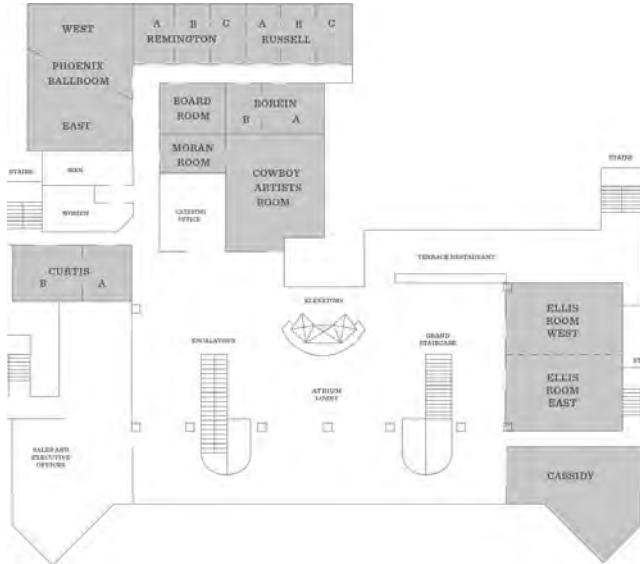 WEST
PHOENIX
BALLROOM
EAST
A B C A B C
REMINGTON RUSSELL
BOARD
ROOM
BOREIN
B A
MORAN
ROOM
COWBOY
ARTISTS
ROOM
CATERING
OFFICE
STAIRS
MEN
WOMEN
STAIRS
CURTIS
B A
TERRACE RESTAURANT
ELEVATORS
ESCALATORS
GRAND
STAIRCASE
ATRIUM
LOBBY
ELLIS
ROOM
WEST
ELLIS
ROOM
EAST
ST
SALES AND
EXECUTIVE
OFFICES
CASSIDY